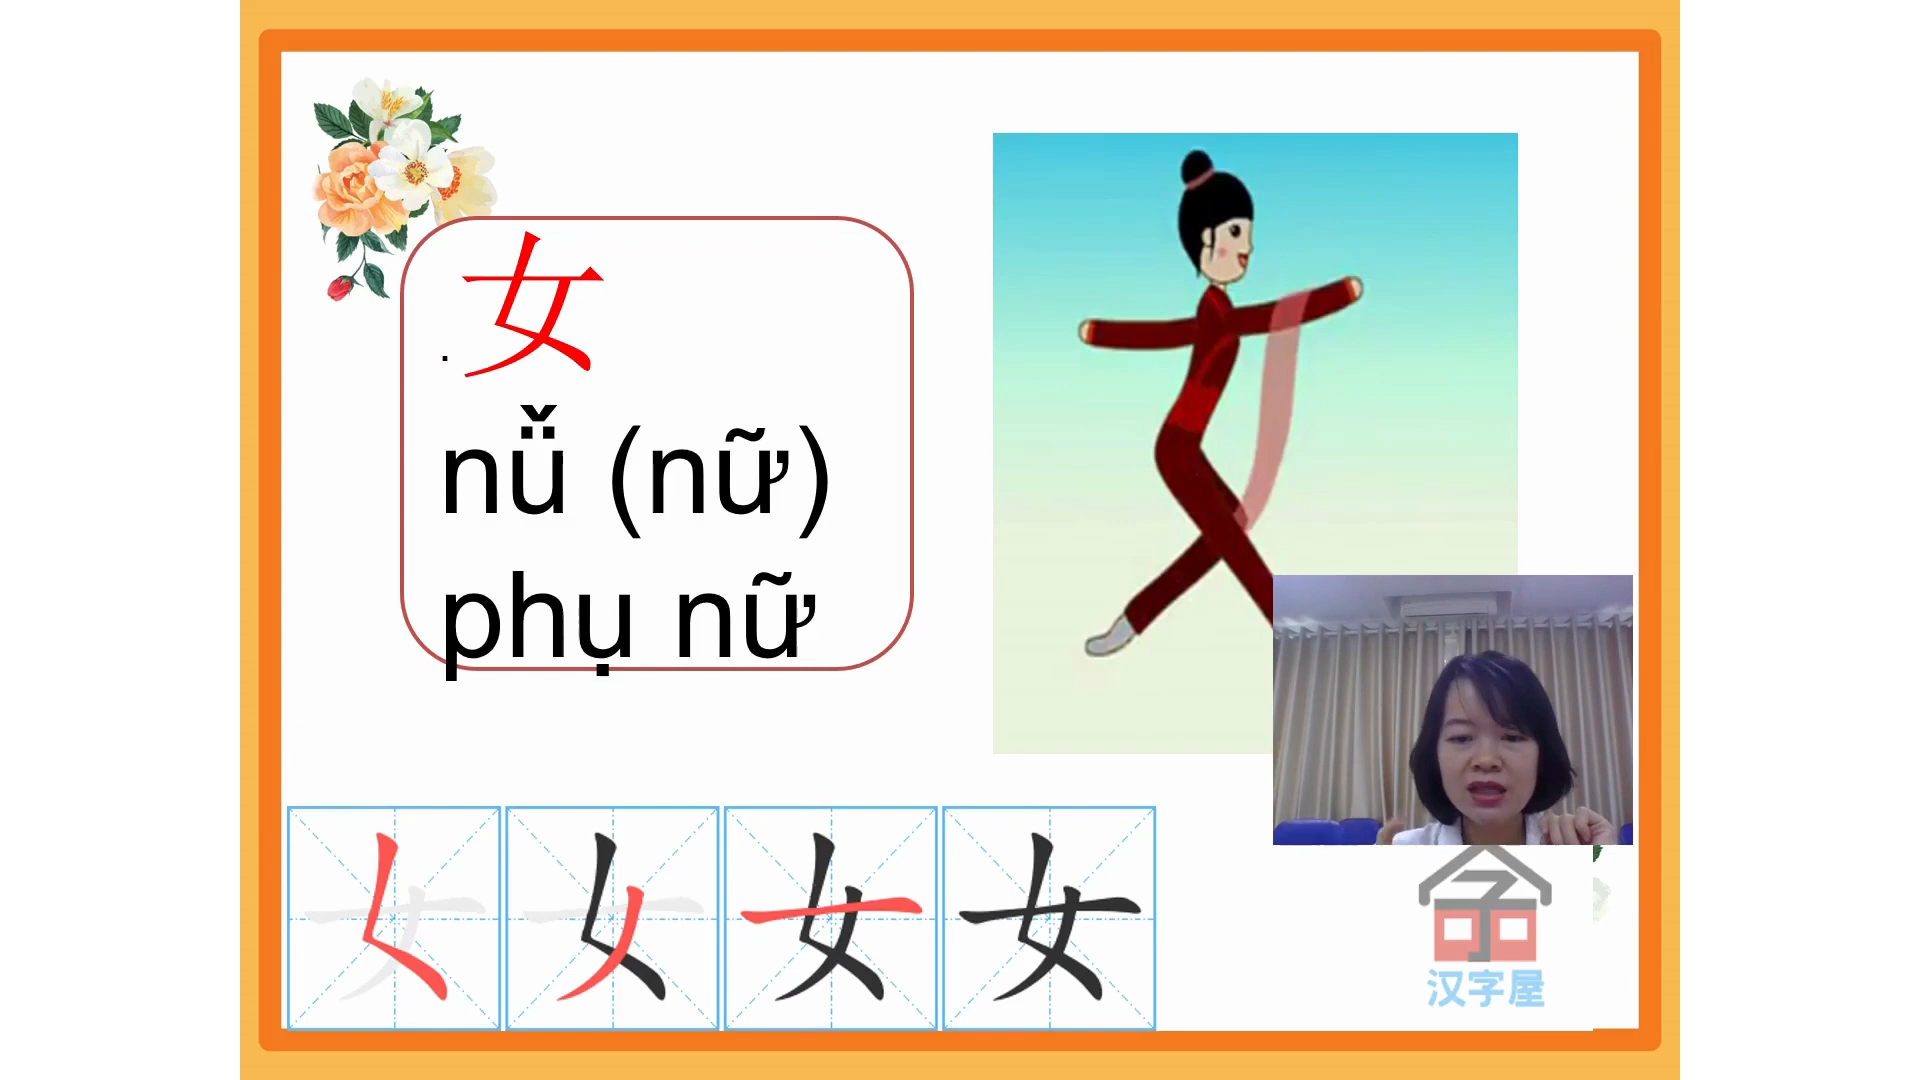 . 女
nǚ (nữ)
phụ nữ
女 女 女 女
汉字屋